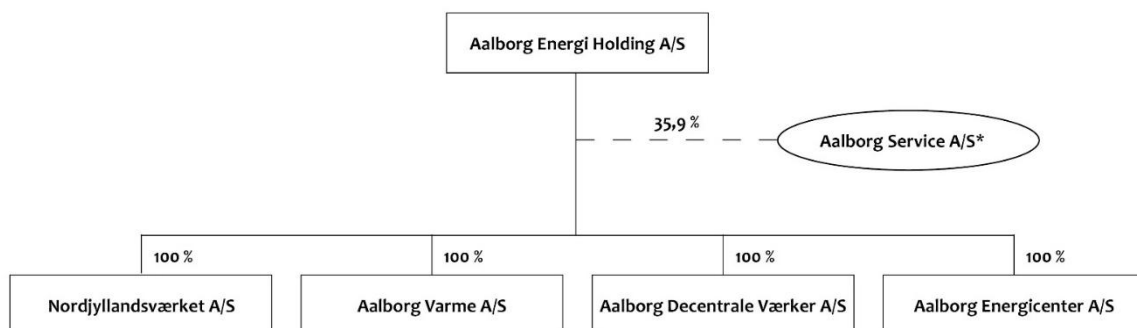 Aalborg Energi Holding A/S
35,9 %
Aalborg Service A/S*
100 %
100 %
100 %
100 %
Nordjyllandsværket A/S
Aalborg Varme A/S
Aalborg Decentrale Værker A/S
Aalborg Energicenter A/S